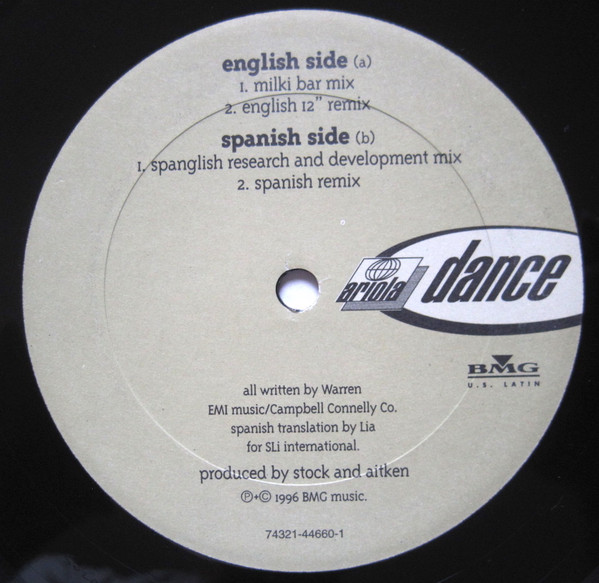 english side (a)
1. milki bar mix
2. english 12" remix
spanish side (b)
1. spanglish research and development mix
2. spanish remix
ariola dance
BMG
U.S. LATIN
all written by Warren
EMI music/Campbell Connelly Co.
spanish translation by Lia
for SLi international.
produced by stock and aitken
℗+© 1996 BMG music.
74321-44660-1